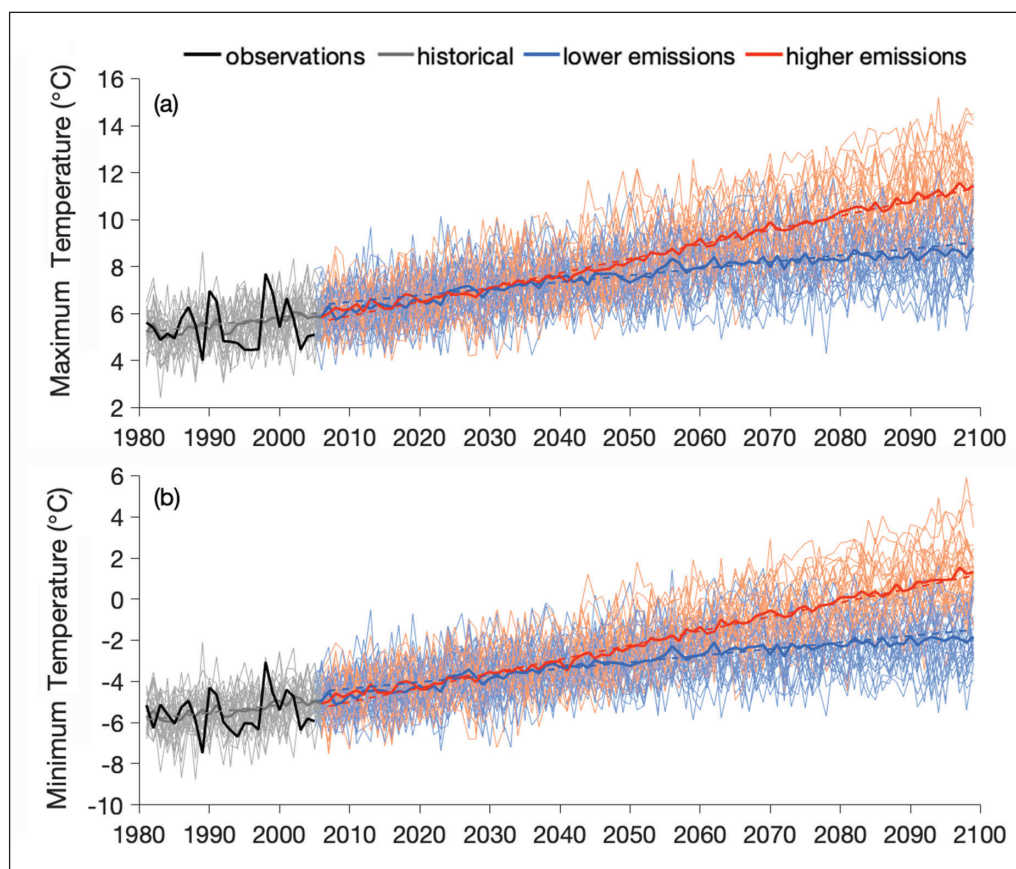 observations historical lower emissions higher emissions
(a)
Maximum Temperature (°C)
16
14
12
10
8
6
4
2
1980 1990 2000 2010 2020 2030 2040 2050 2060 2070 2080 2090 2100
(b)
Minimum Temperature (°C)
6
4
2
0
-2
-4
-6
-8
-10
1980 1990 2000 2010 2020 2030 2040 2050 2060 2070 2080 2090 2100